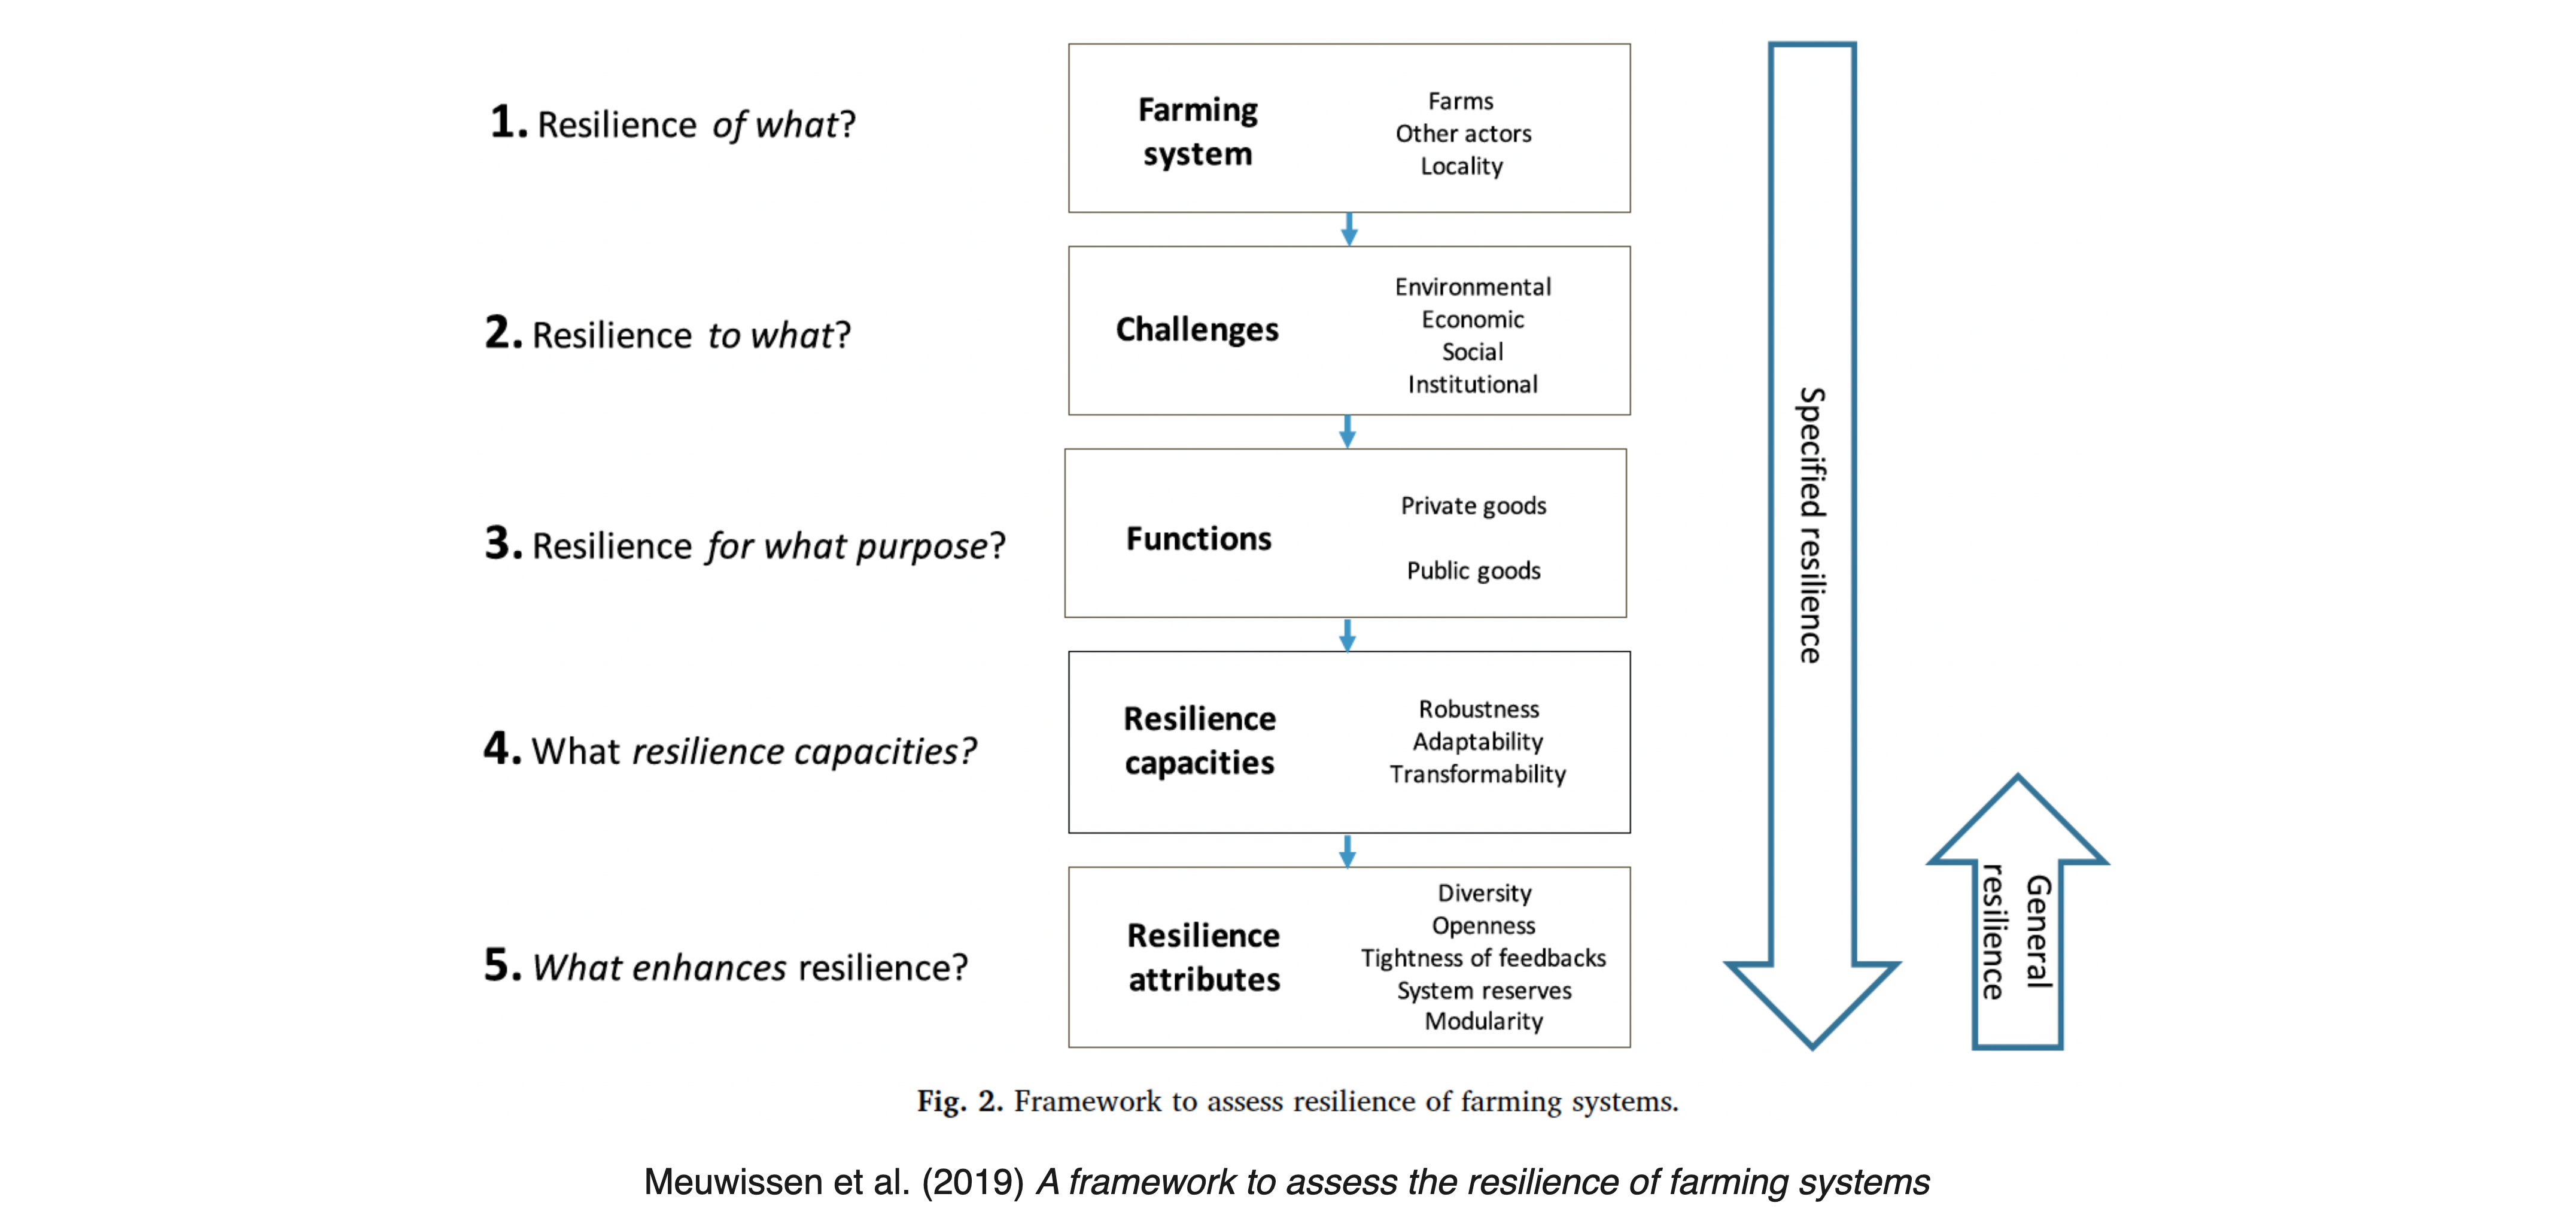 1. Resilience of what?
Farming
system
Farms
Other actors
Locality
2. Resilience to what?
Challenges
Environmental
Economic
Social
Institutional
3. Resilience for what purpose?
Functions
Private goods
Public goods
4. What resilience capacities?
Resilience
capacities
Robustness
Adaptability
Transformability
5. What enhances resilience?
Resilience
attributes
Diversity
Openness
Tightness of feedbacks
System reserves
Modularity
Specified resilience
General
resilience
Fig. 2. Framework to assess resilience of farming systems.
Meuwissen et al. (2019) A framework to assess the resilience of farming systems